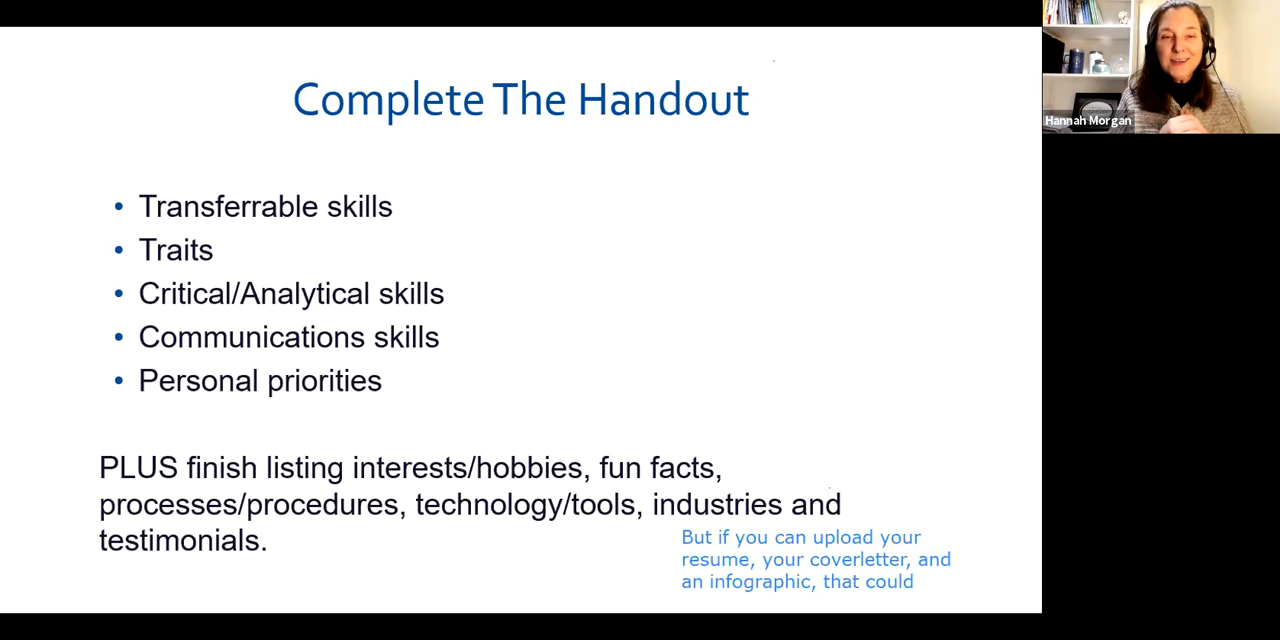 Complete The Handout
Hannah Morgan
• Transferrable skills
• Traits
• Critical/Analytical skills
• Communications skills
• Personal priorities
PLUS finish listing interests/hobbies, fun facts,
processes/procedures, technology/tools, industries and
testimonials.
But if you can upload your
resume, your coverletter, and
an infographic, that could